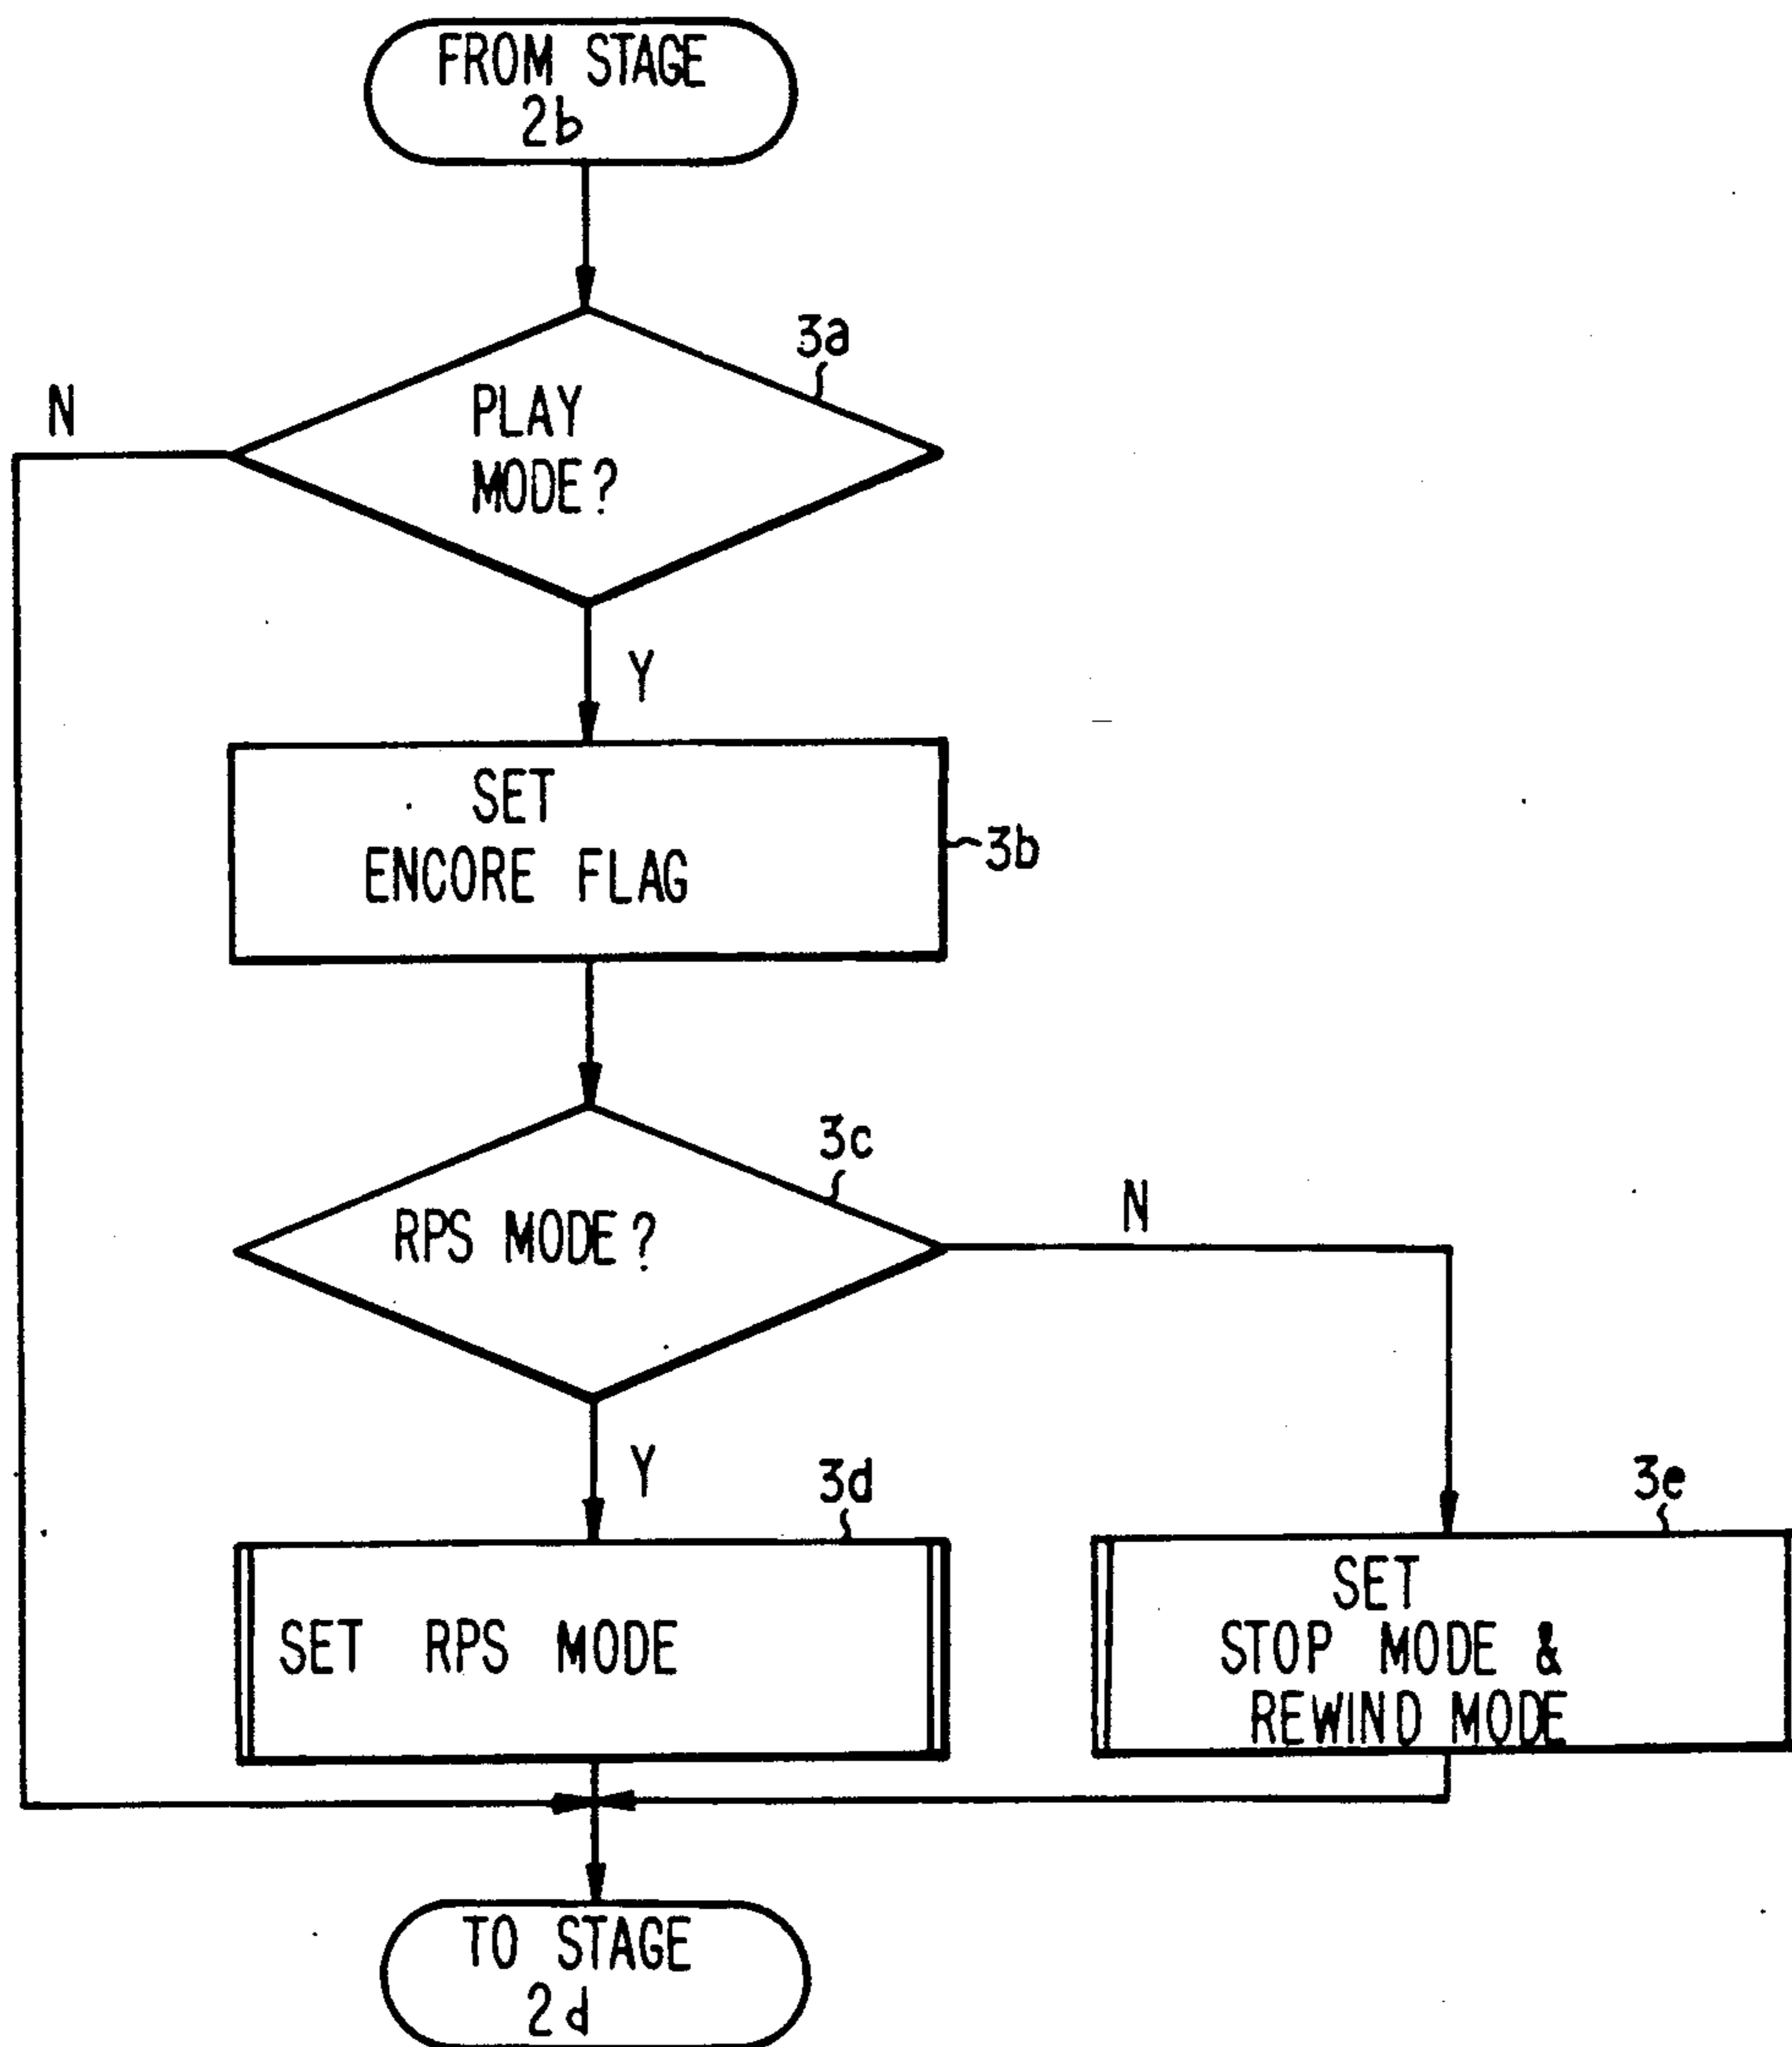 FROM STAGE
2b
3a
N
PLAY
MODE?
Y
SET
ENCORE FLAG
3b
3c
N
RPS MODE?
Y
3d
3e
SET RPS MODE
SET
STOP MODE &
REWIND MODE
TO STAGE
2d